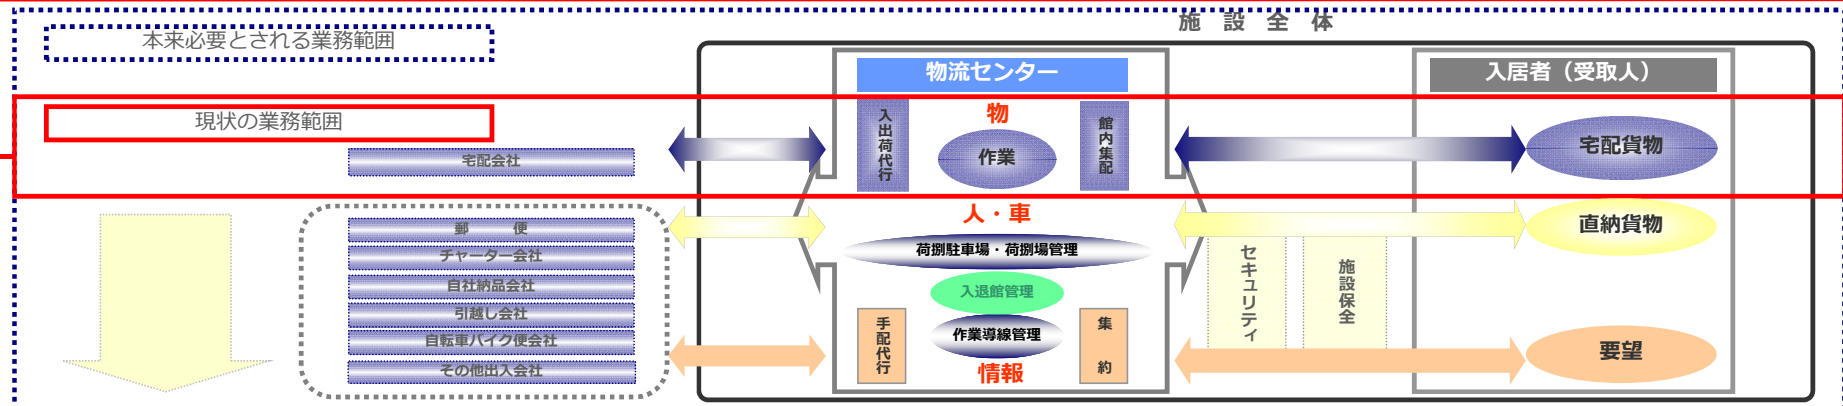 施 設 全 体
本来必要とされる業務範囲
物流センター
入居者（受取人）
現状の業務範囲
宅配会社
入出荷代行
物
作業
館内集配
宅配貨物
郵 便
チャーター会社
自社納品会社
引越し会社
自転車バイク便会社
その他出入会社
人・車
荷捌駐車場・荷捌場管理
入退館管理
作業導線管理
情報
手配代行
集 約
セキュリティ
施設保全
直納貨物
要望